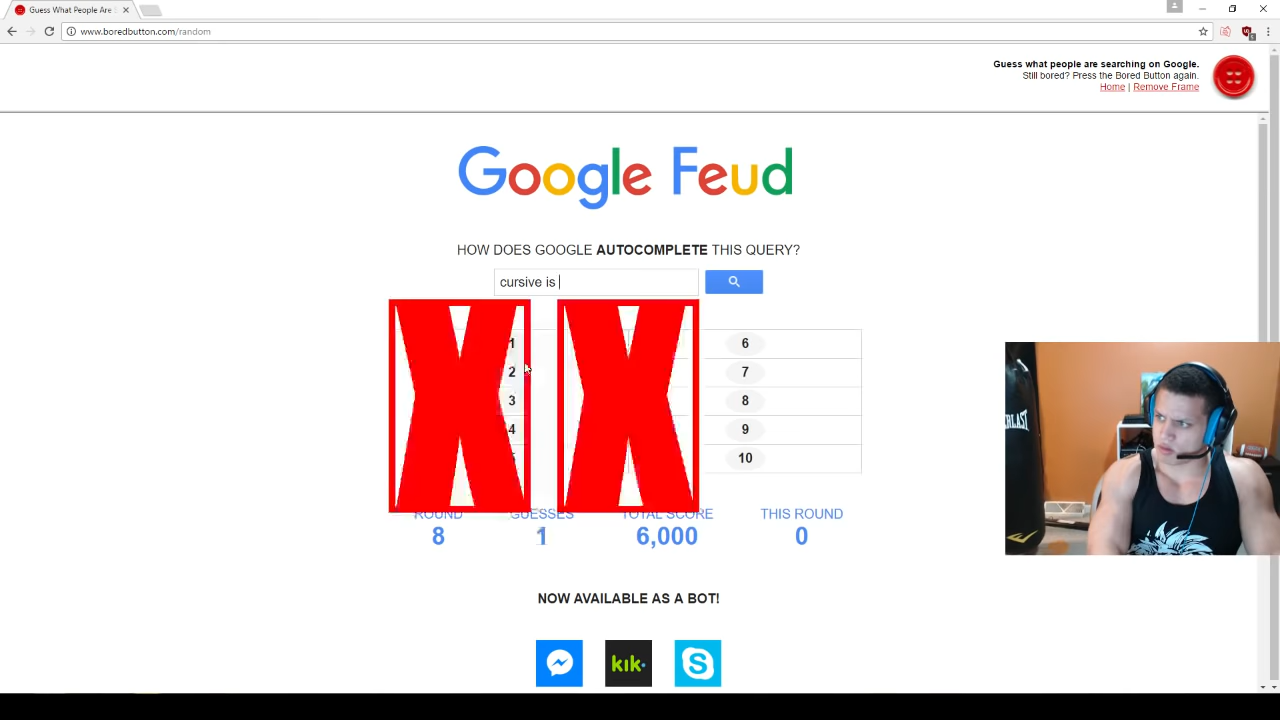 Guess What People Are S
www.boredbutton.com/random
Guess what people are searching on Google.
Still bored? Press the Bored Button again.
Home | Remove Frame
Google Feud
HOW DOES GOOGLE AUTOCOMPLETE THIS QUERY?
cursive is
X X
1 6
2 7
3 8
4 9
10
ROUND GUESSES TOTAL SCORE THIS ROUND
8 1 6,000 0
NOW AVAILABLE AS A BOT!
kik
EVERLAST